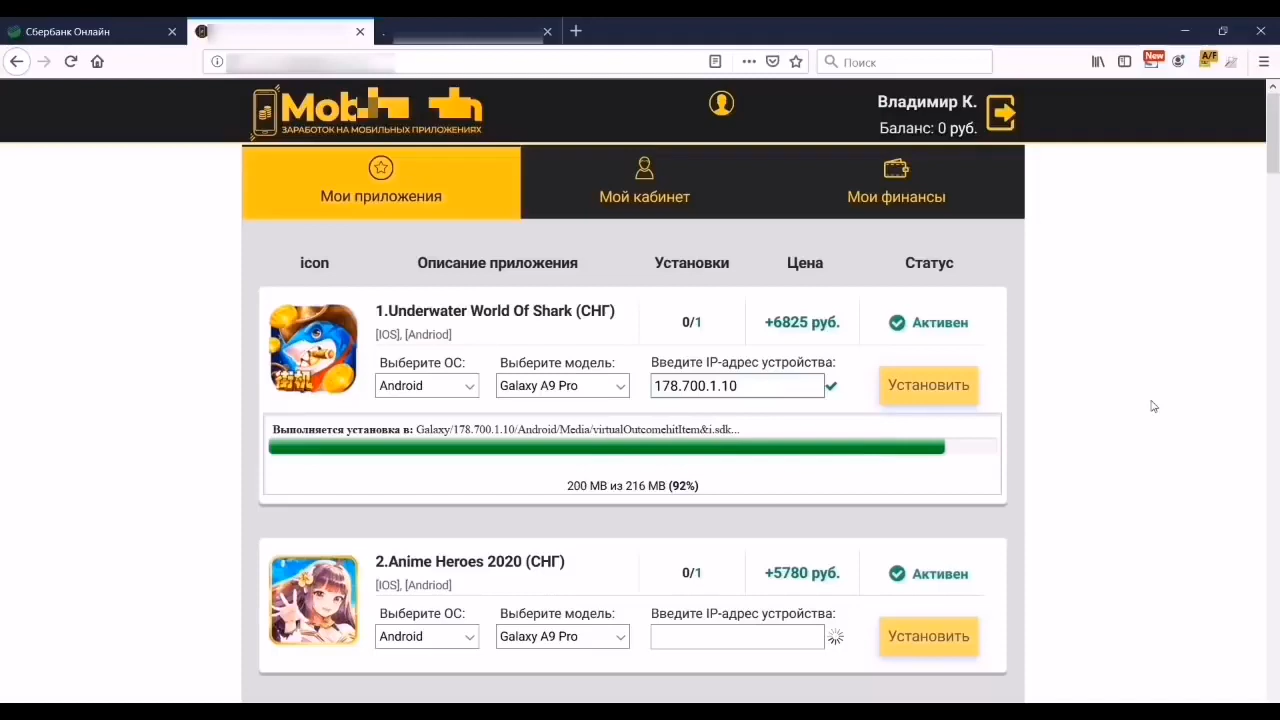 Сбербанк Онлайн
New
A/F
Поиск
ЗАРАБОТОК НА МОБИЛЬНЫХ ПРИЛОЖЕНИЯХ
Владимир К.
Баланс: 0 руб.
Мои приложения
Мой кабинет
Мои финансы
icon Описание приложения Установки Цена Статус
1.Underwater World Of Shark (СНГ)
[IOS], [Andriod]
0/1
+6825 руб.
Активен
Выберите ОС: Выберите модель: Введите IP-адрес устройства:
Android Galaxy A9 Pro 178.700.1.10 Установить
Выполняется установка в: Galaxy/178.700.1.10/Android/Media/virtualOutcomehitItem&i.sdk...
200 MB из 216 MB (92%)
2.Anime Heroes 2020 (СНГ)
[IOS], [Andriod]
0/1
+5780 руб.
Активен
Выберите ОС: Выберите модель: Введите IP-адрес устройства:
Android Galaxy A9 Pro Установить